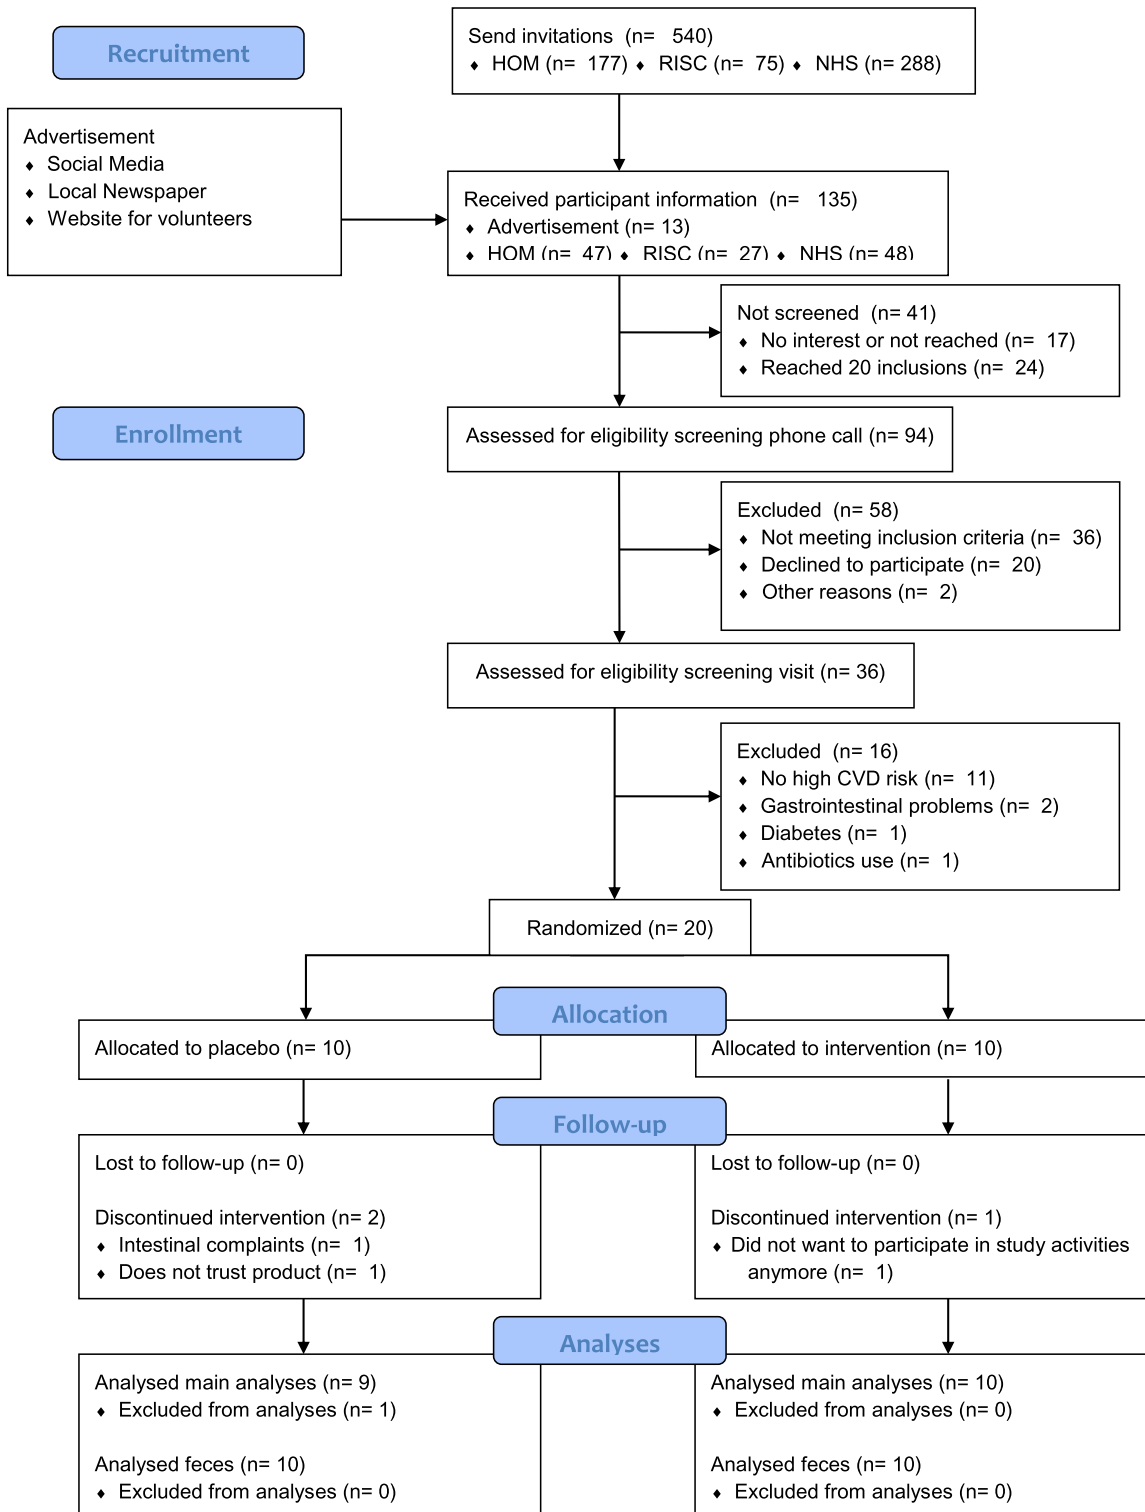 Recruitment
Send invitations (n= 540)
♦ HOM (n= 177) ♦ RISC (n= 75) ♦ NHS (n= 288)
Advertisement
♦ Social Media
♦ Local Newspaper
♦ Website for volunteers
Received participant information (n= 135)
♦ Advertisement (n= 13)
♦ HOM (n= 47) ♦ RISC (n= 27) ♦ NHS (n= 48)
Not screened (n= 41)
♦ No interest or not reached (n= 17)
♦ Reached 20 inclusions (n= 24)
Enrollment
Assessed for eligibility screening phone call (n= 94)
Excluded (n= 58)
♦ Not meeting inclusion criteria (n= 36)
♦ Declined to participate (n= 20)
♦ Other reasons (n= 2)
Assessed for eligibility screening visit (n= 36)
Excluded (n= 16)
♦ No high CVD risk (n= 11)
♦ Gastrointestinal problems (n= 2)
♦ Diabetes (n= 1)
♦ Antibiotics use (n= 1)
Randomized (n= 20)
Allocation
Allocated to placebo (n= 10)
Allocated to intervention (n= 10)
Follow-up
Lost to follow-up (n= 0)
Discontinued intervention (n= 2)
♦ Intestinal complaints (n= 1)
♦ Does not trust product (n= 1)
Lost to follow-up (n= 0)
Discontinued intervention (n= 1)
♦ Did not want to participate in study activities
anymore (n= 1)
Analyses
Analysed main analyses (n= 9)
♦ Excluded from analyses (n= 1)
Analysed feces (n= 10)
♦ Excluded from analyses (n= 0)
Analysed main analyses (n= 10)
♦ Excluded from analyses (n= 0)
Analysed feces (n= 10)
♦ Excluded from analyses (n= 0)